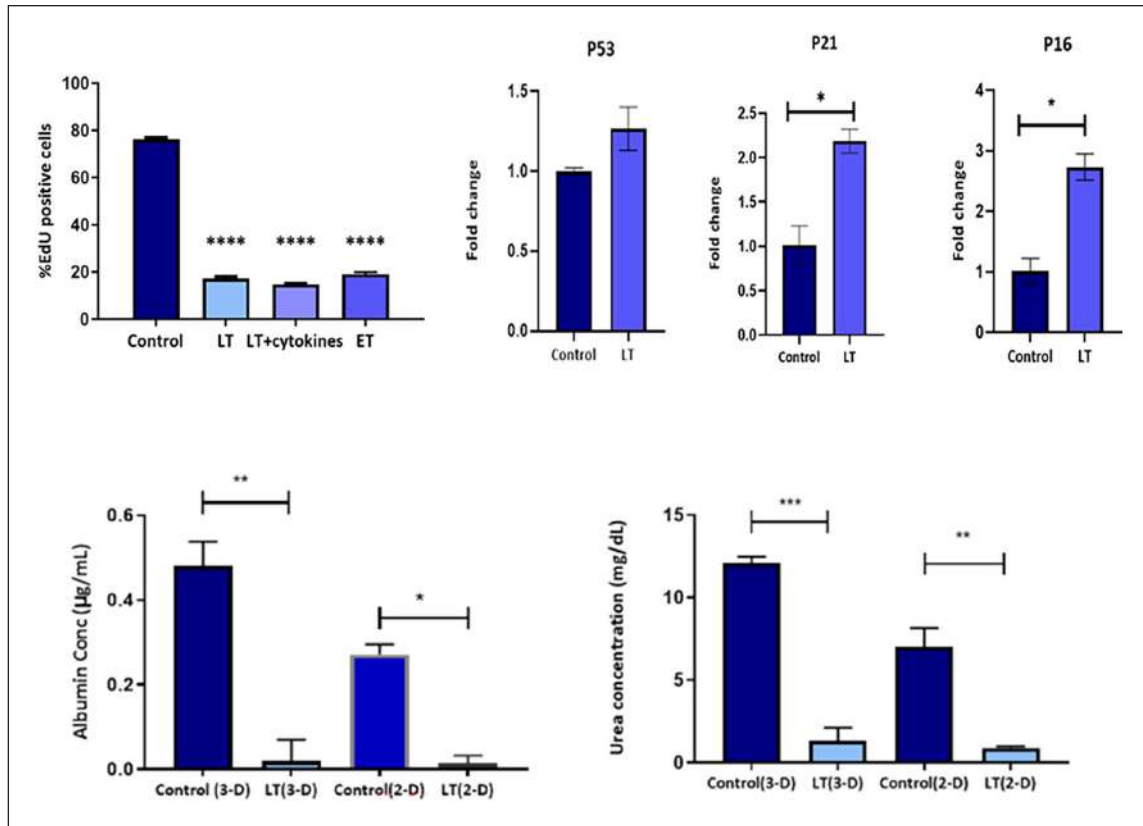 %EdU positive cells
100
80
60
40
20
0
**** **** ****
Control LT LT+cytokines ET
P53
Fold change
1.5
1.0
0.5
0.0
Control LT
P21
Fold change
2.5
2.0
1.5
1.0
0.5
0.0
*
Control LT
P16
Fold change
4
3
2
1
0
*
Control LT
Albumin Conc (µg/mL)
0.6
0.4
0.2
0.0
**
*
Control (3-D) LT(3-D) Control(2-D) LT(2-D)
Urea concentration (mg/dL)
15
10
5
0
***
**
Control(3-D) LT(3-D) Control(2-D) LT(2-D)